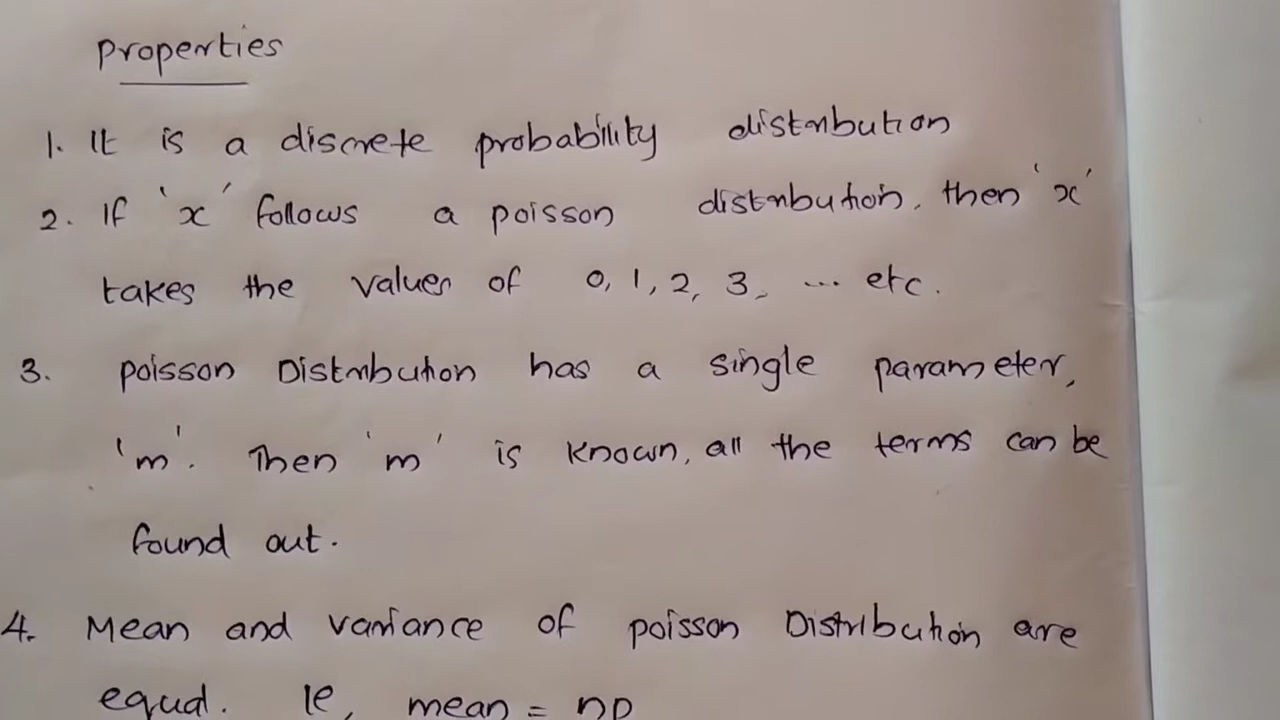 Properties
1. It is a discrete probability distribution
2. If 'x' follows a poisson distribution, then 'x'
takes the values of 0, 1, 2, 3, ... etc.
3. poisson Distribution has a single parameter,
'm'. Then 'm' is known, all the terms can be
found out.
4. Mean and variance of poisson Distribution are
equal. Ie, mean = np